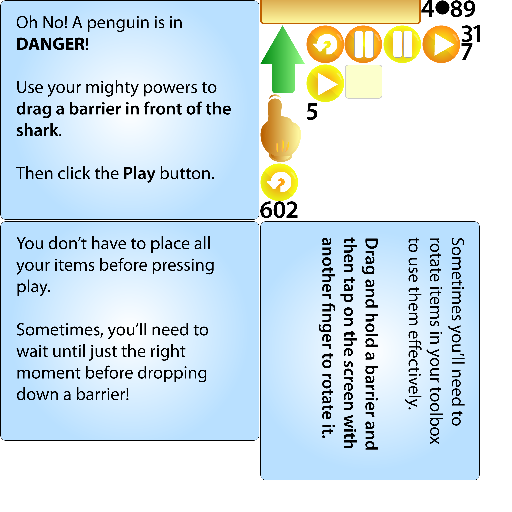 Oh No! A penguin is in
DANGER!
Use your mighty powers to
drag a barrier in front of the
shark.
Then click the Play button.
4●89
31
7
5
602
You don't have to place all
your items before pressing
play.
Sometimes, you'll need to
wait until just the right
moment before dropping
down a barrier!
Sometimes you'll need to
rotate items in your toolbox
to use them effectively.
Drag and hold a barrier and
then tap on the screen with
another finger to rotate it.